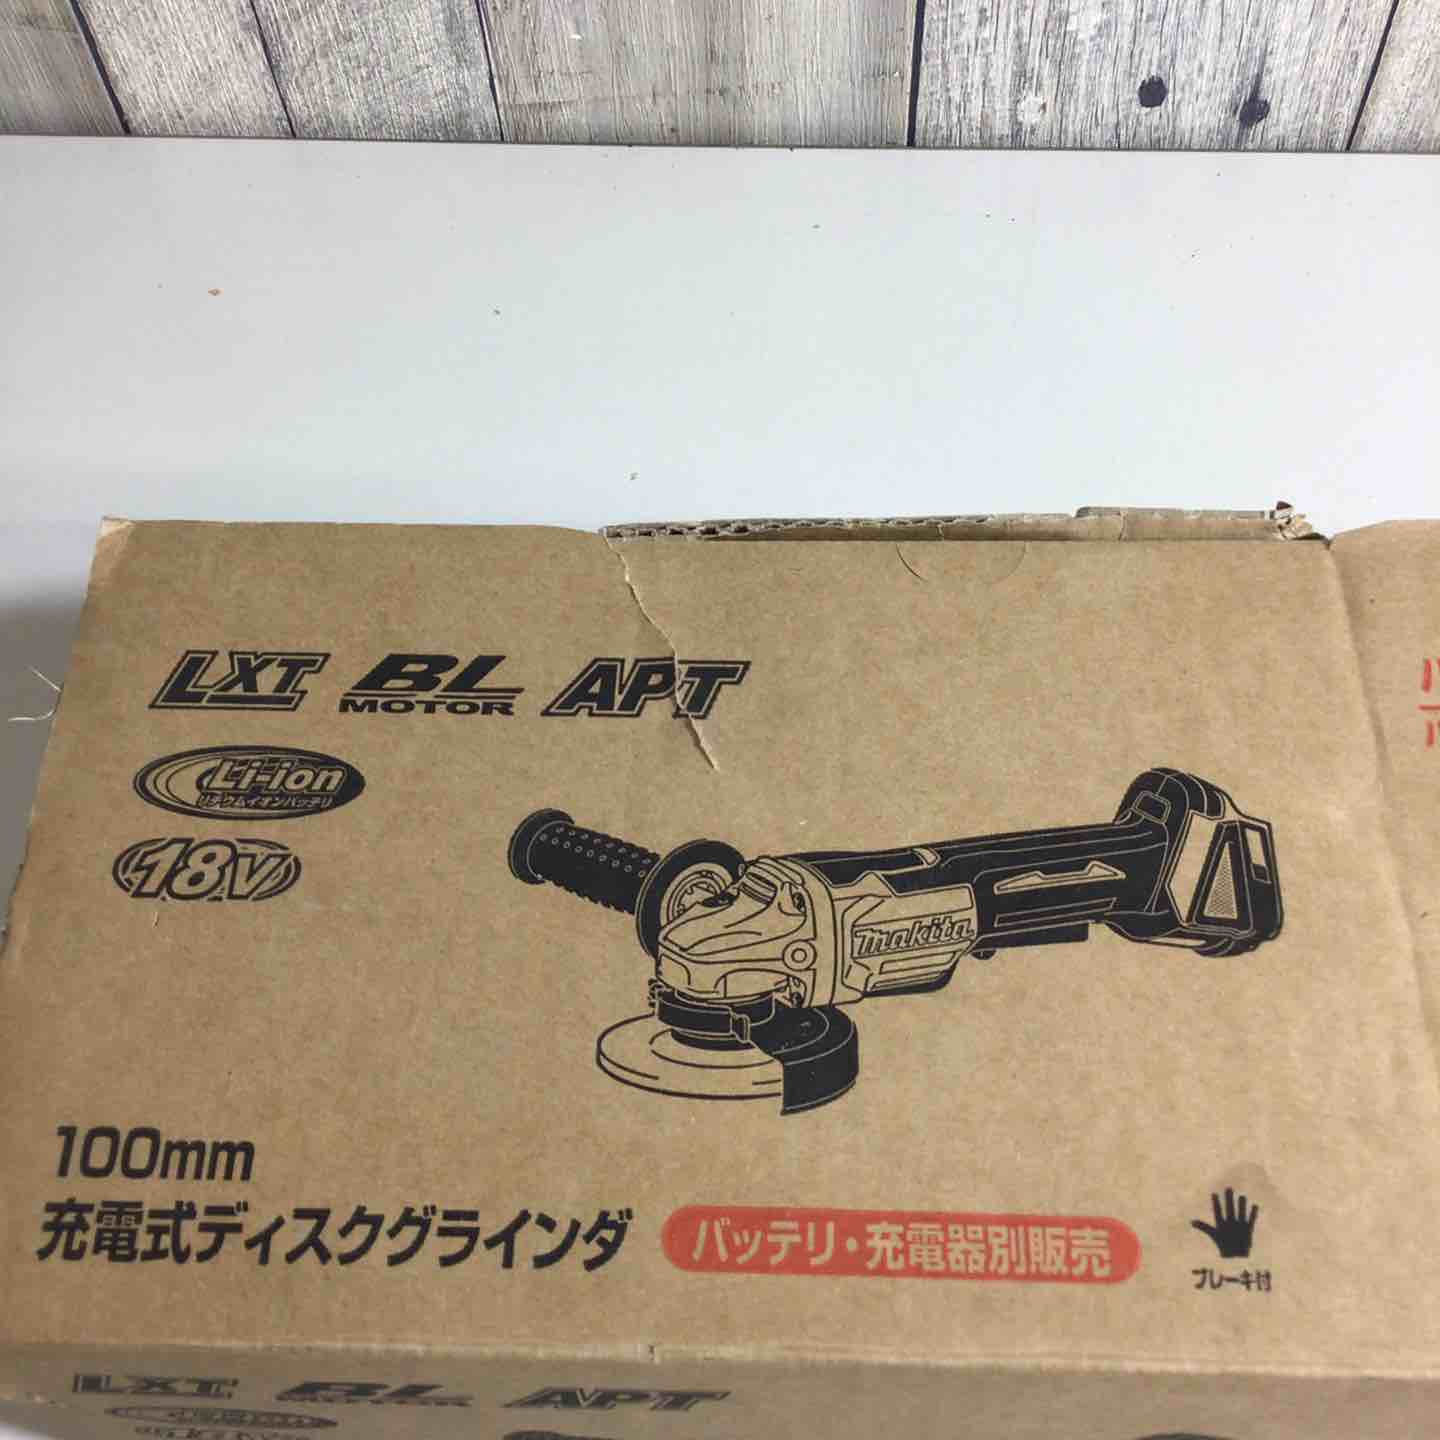 LXT BL MOTOR APT
Li-ion
リチウムイオンバッテリ
18V
makita
100mm
充電式ディスクグラインダ
バッテリ・充電器別販売
ブレーキ付
LXT BL MOTOR APT